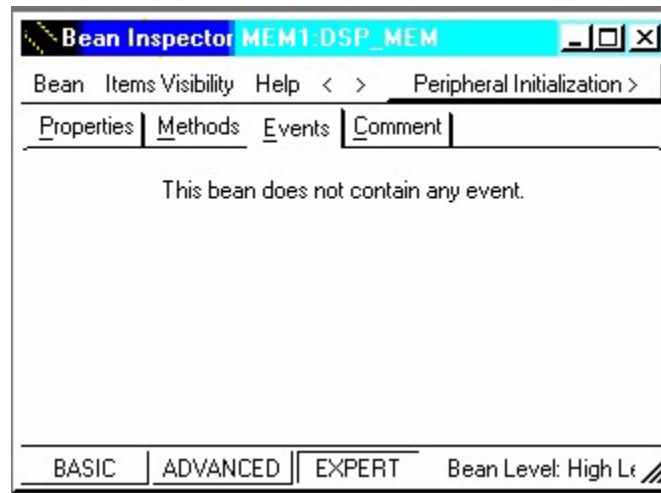 Bean Inspector MEM1:DSP_MEM
Bean Items Visibility Help < > Peripheral Initialization >
Properties Methods Events Comment
This bean does not contain any event.
BASIC ADVANCED EXPERT Bean Level: High